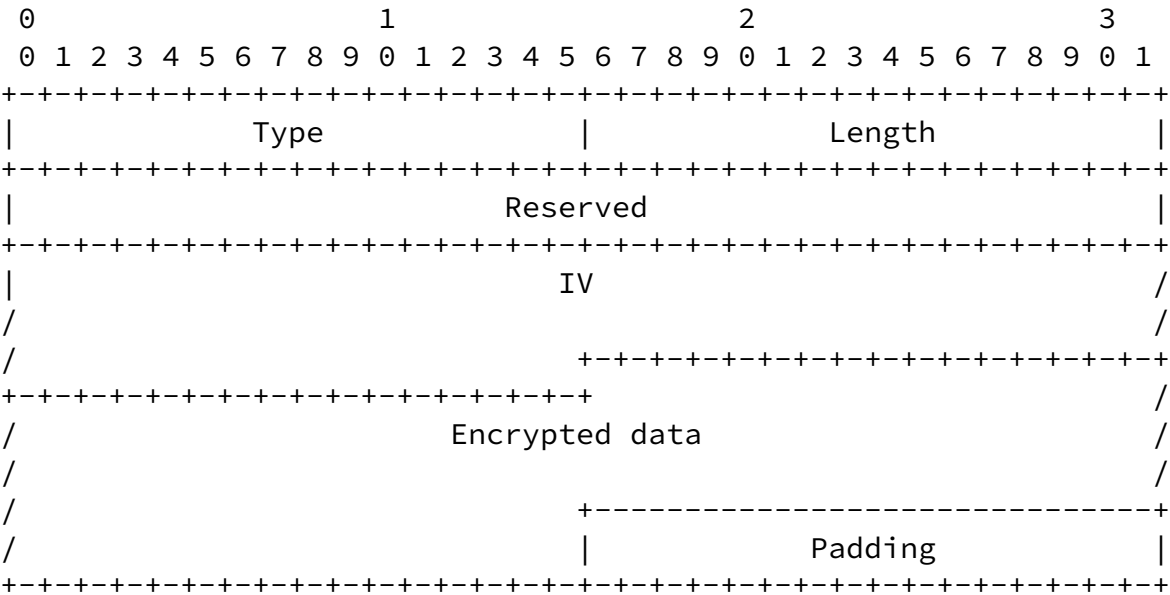 0                   1                   2                   3
 0 1 2 3 4 5 6 7 8 9 0 1 2 3 4 5 6 7 8 9 0 1 2 3 4 5 6 7 8 9 0 1
+-+-+-+-+-+-+-+-+-+-+-+-+-+-+-+-+-+-+-+-+-+-+-+-+-+-+-+-+-+-+-+-+
|             Type              |             Length            |
+-+-+-+-+-+-+-+-+-+-+-+-+-+-+-+-+-+-+-+-+-+-+-+-+-+-+-+-+-+-+-+-+
|                           Reserved                            |
+-+-+-+-+-+-+-+-+-+-+-+-+-+-+-+-+-+-+-+-+-+-+-+-+-+-+-+-+-+-+-+-+
|                              IV                               /
/                                                               /
/                               +-+-+-+-+-+-+-+-+-+-+-+-+-+-+-+-+
+-+-+-+-+-+-+-+-+-+-+-+-+-+-+-+-+                               /
/                        Encrypted data                         /
/                                                               /
/                               +-------------------------------+
/                               |            Padding            |
+-+-+-+-+-+-+-+-+-+-+-+-+-+-+-+-+-+-+-+-+-+-+-+-+-+-+-+-+-+-+-+-+